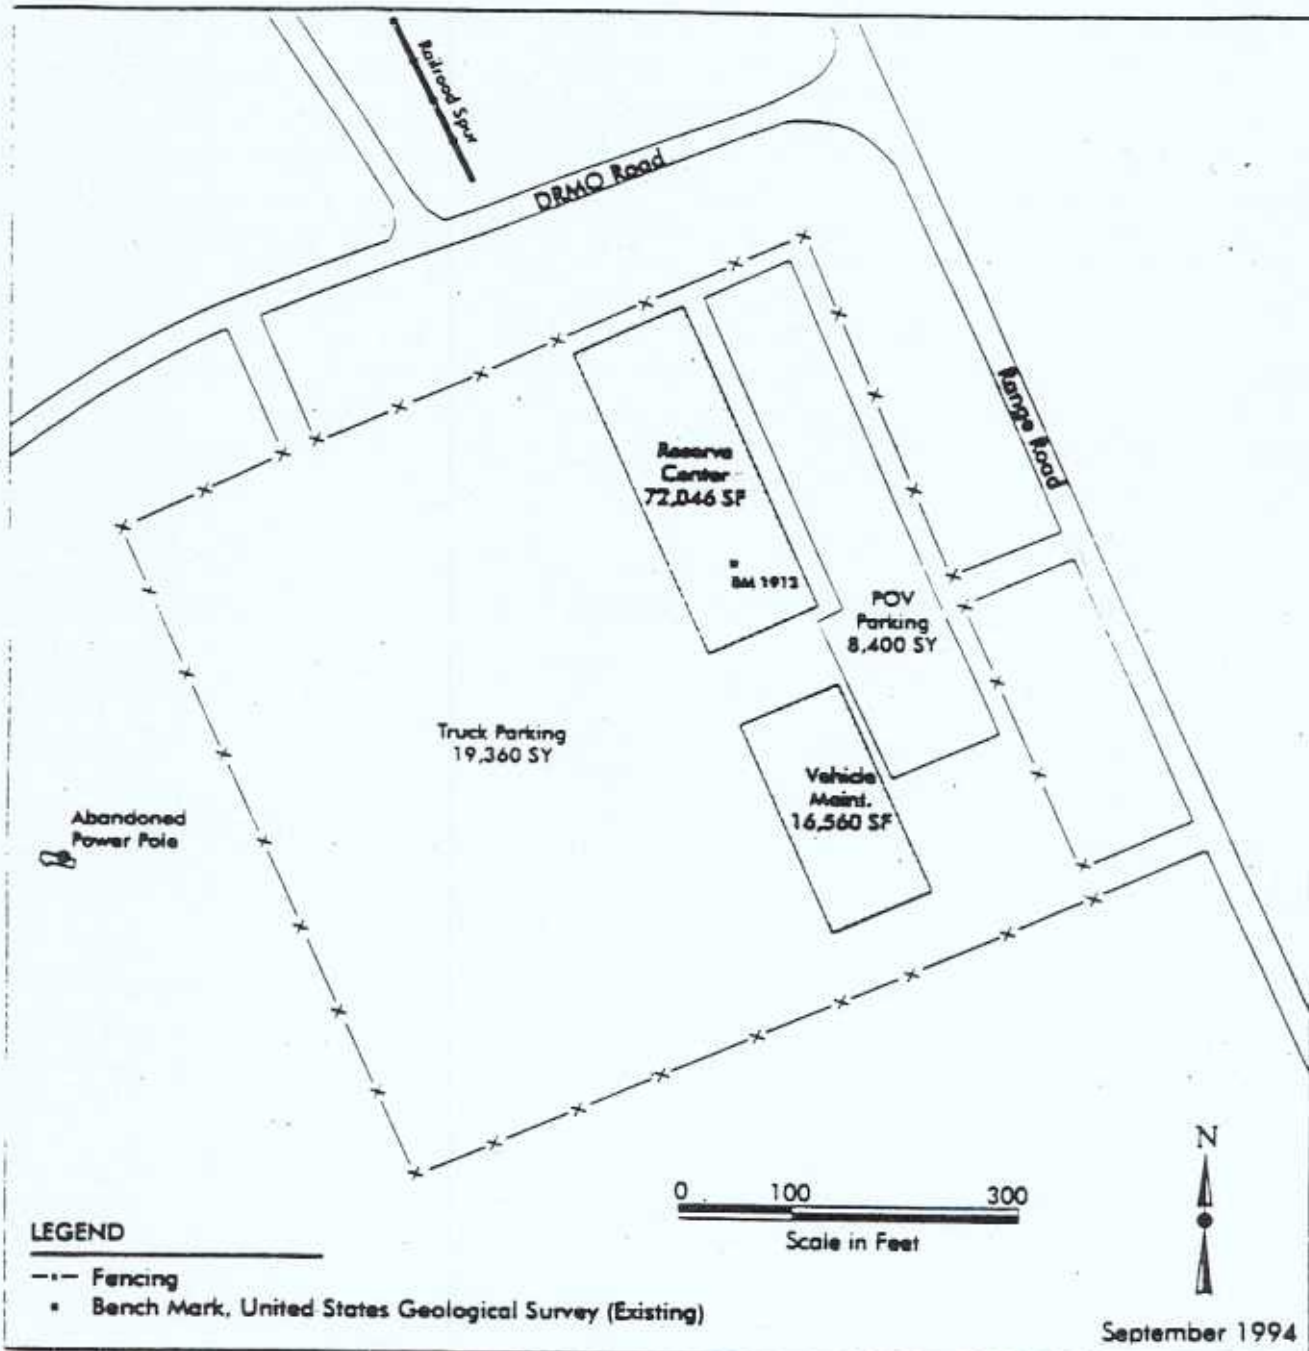 Railroad Spur
DRMO Road
Range Road
Reserve
Center
72,046 SF
BM 1912
POV
Parking
8,400 SY
Truck Parking
19,360 SY
Vehicle
Maint.
16,560 SF
Abandoned
Power Pole
N
0 100 300
Scale in Feet
LEGEND
Fencing
Bench Mark, United States Geological Survey (Existing)
September 1994